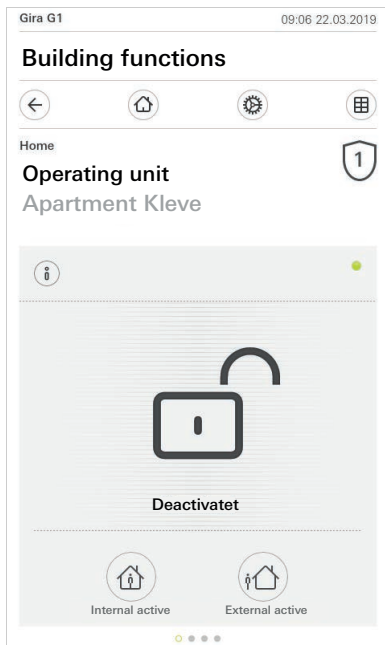 Gira G1 09:06 22.03.2019
Building functions
Home
1
Operating unit
Apartment Kleve
Deactivatet
Internal active External active